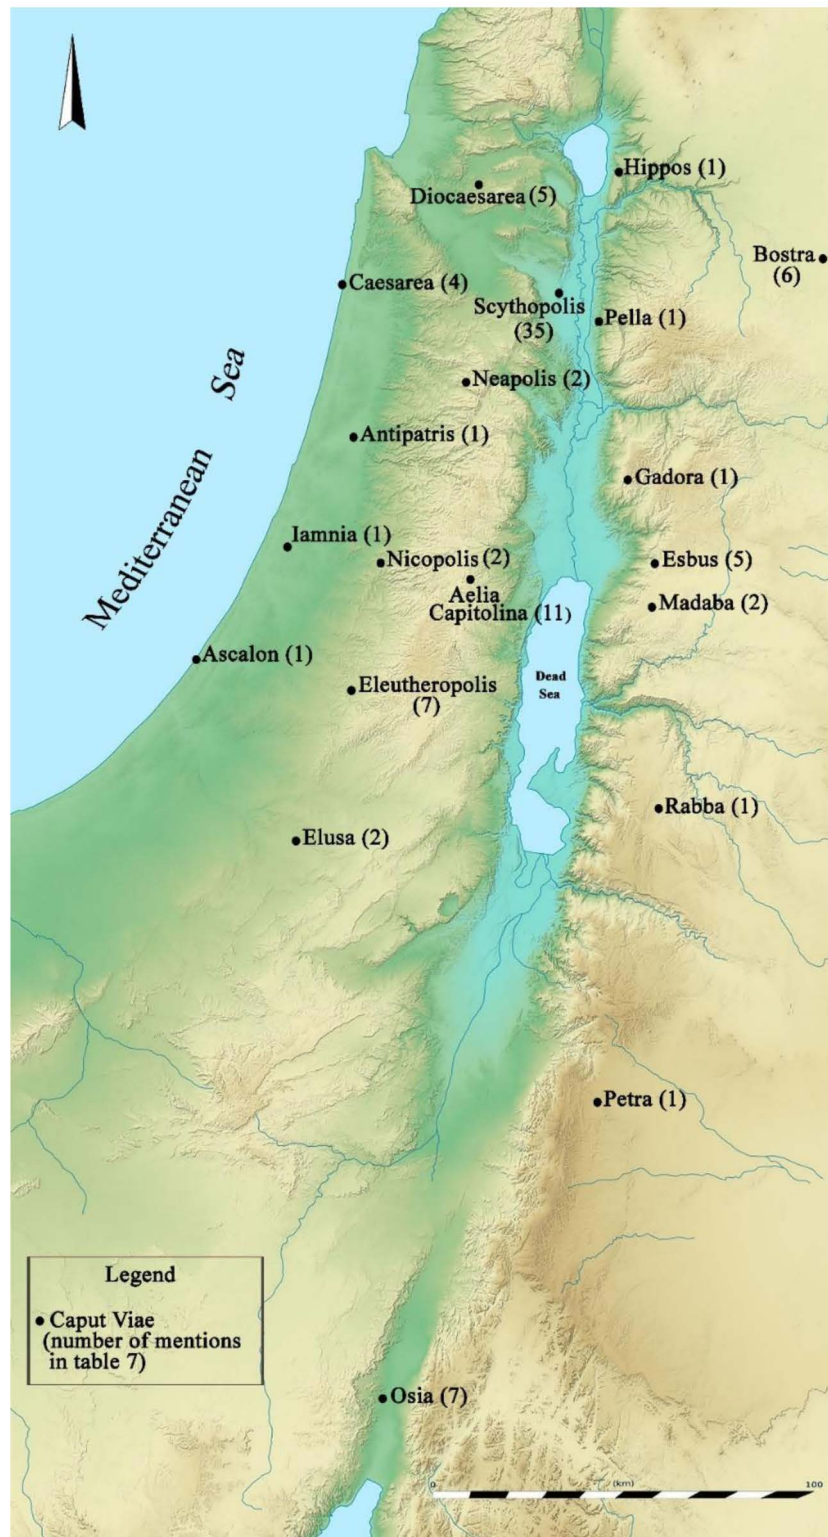 Hippos (1)
Diocaesarea (5)
Bostra
(6)
Caesarea (4)
Scythopolis
(35)
Pella (1)
Mediterranean Sea
Neapolis (2)
Antipatris (1)
Gadora (1)
Iamnia (1)
Nicopolis (2)
Esbus (5)
Aelia
Capitolina (11)
Madaba (2)
Ascalon (1)
Dead
Sea
Eleutheropolis
(7)
Rabba (1)
Elusa (2)
Petra (1)
Legend
Caput Viae
(number of mentions
in table 7)
Osia (7)
(km) 100